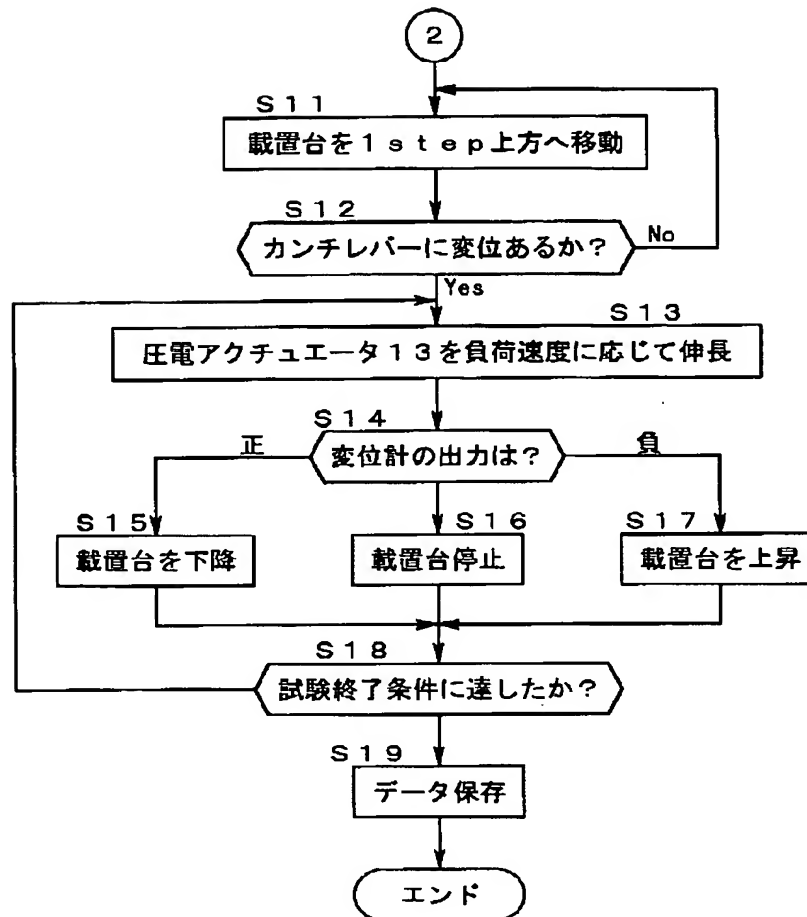 2
S11
載置台を1step上方へ移動
S12
カンチレバーに変位あるか?
No
Yes
S13
圧電アクチュエータ13を負荷速度に応じて伸長
S14
変位計の出力は?
正
負
S15
載置台を下降
S16
載置台停止
S17
載置台を上昇
S18
試験終了条件に達したか?
S19
データ保存
エンド